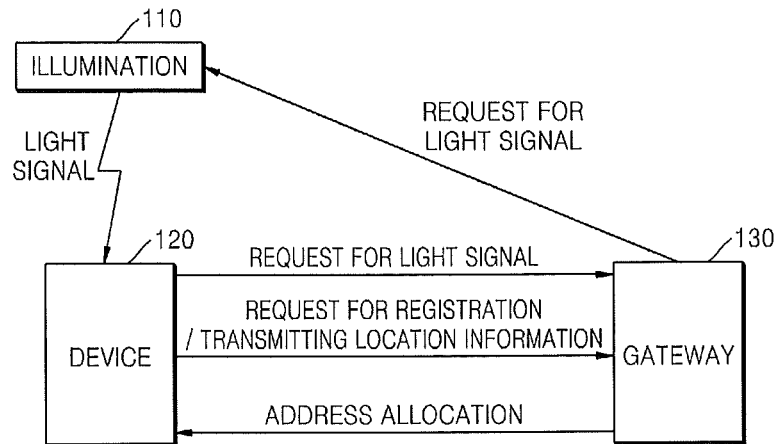 110
ILLUMINATION
REQUEST FOR
LIGHT SIGNAL
LIGHT
SIGNAL
120
130
REQUEST FOR LIGHT SIGNAL
REQUEST FOR REGISTRATION
/ TRANSMITTING LOCATION INFORMATION
DEVICE
GATEWAY
ADDRESS ALLOCATION